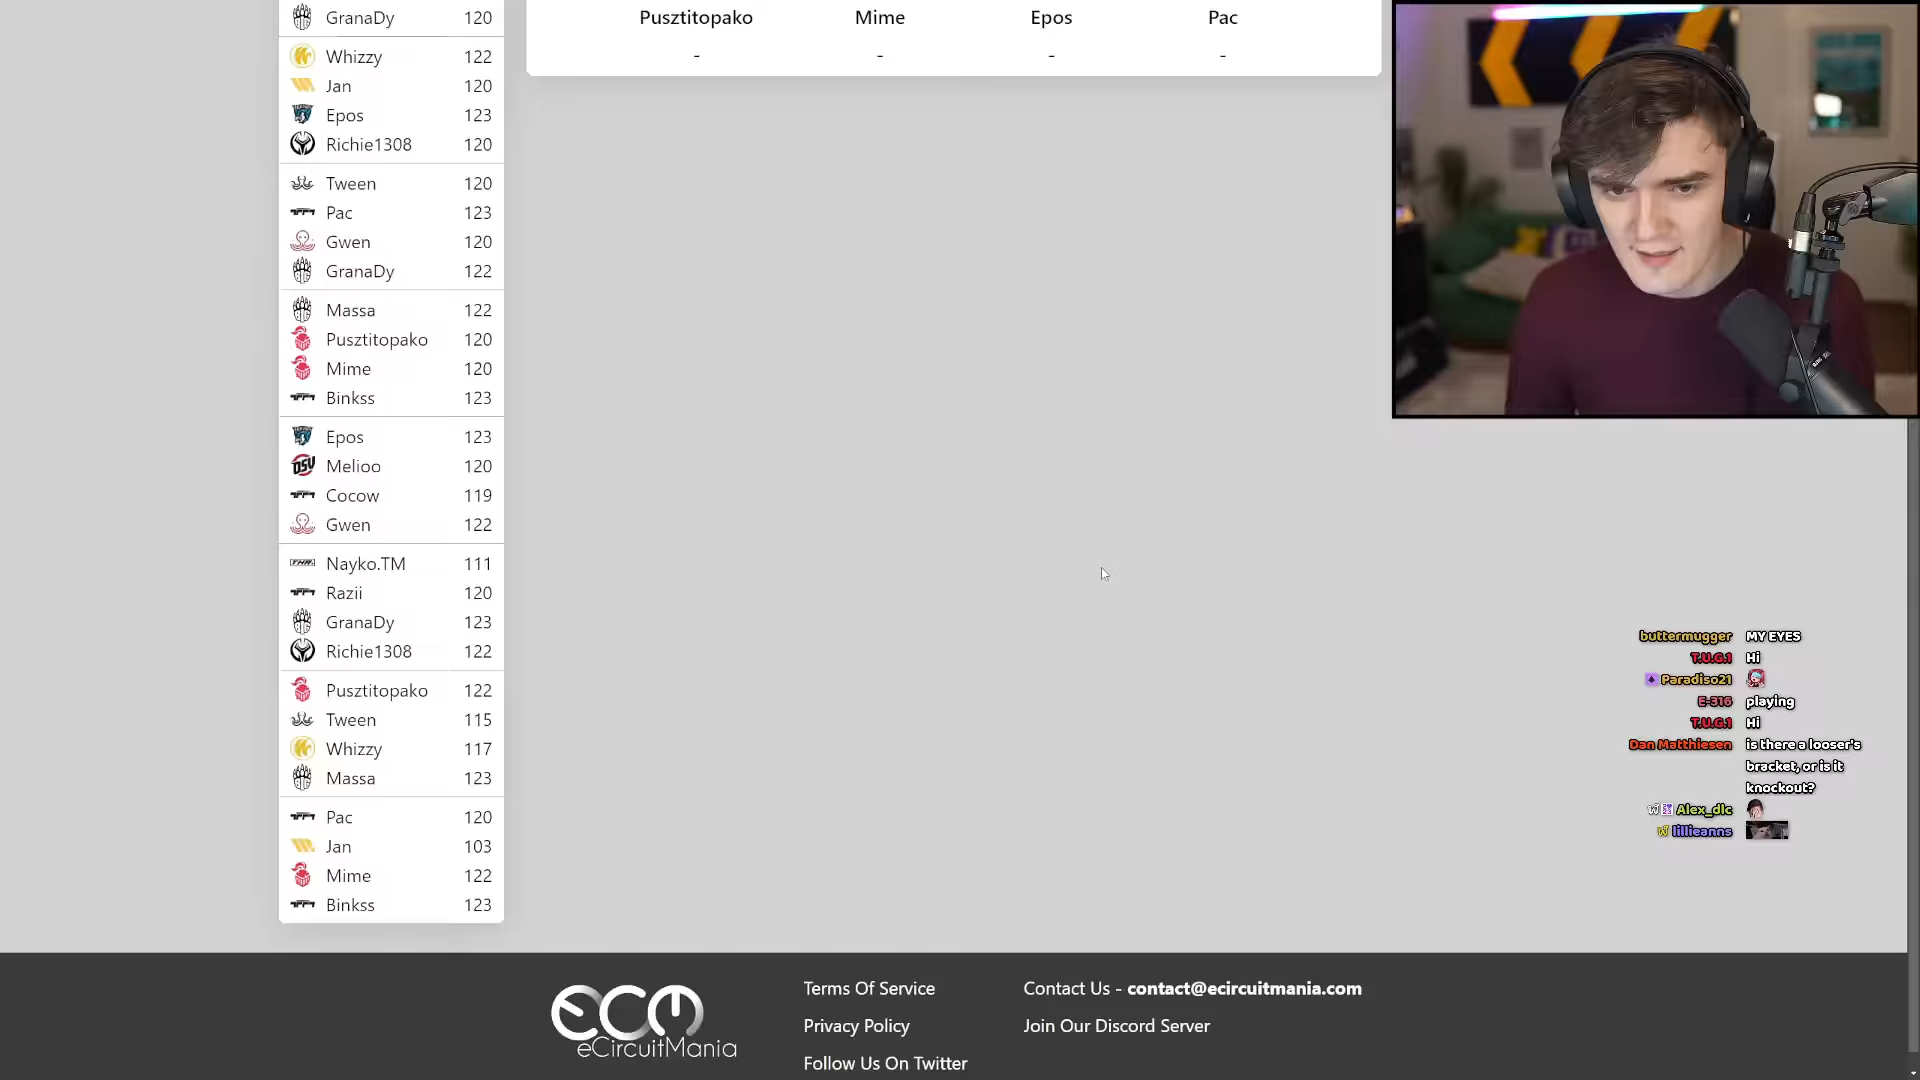 GranaDy 120
Whizzy 122
Jan 120
Epos 123
Richie1308 120
Tween 120
Pac 123
Gwen 120
GranaDy 122
Massa 122
Pusztitopako 120
Mime 120
Binkss 123
Epos 123
Melioo 120
Cocow 119
Gwen 122
Nayko.TM 111
Razii 120
GranaDy 123
Richie1308 122
Pusztitopako 122
Tween 115
Whizzy 117
Massa 123
Pac 120
Jan 103
Mime 122
Binkss 123
Pusztitopako Mime Epos Pac
- - - -
buttermugger MY EYES
T.U.G.1 Hi
Paradiso21
E-316 playing
T.U.G.1 Hi
Dan Matthiesen is there a looser's
bracket, or is it
knockout?
Alex_dlc
lillieanns
ecm
eCircuitMania
Terms Of Service
Privacy Policy
Follow Us On Twitter
Contact Us - contact@ecircuitmania.com
Join Our Discord Server